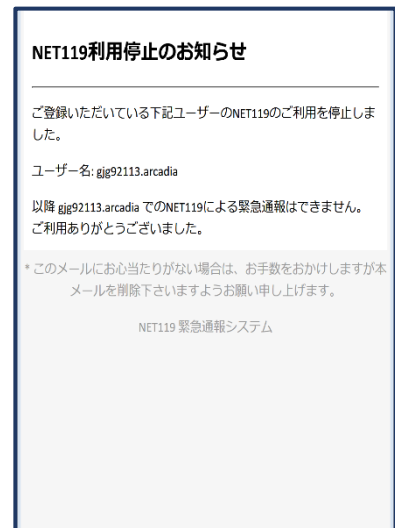 NET119利用停止のお知らせ
ご登録いただいている下記ユーザーのNET119のご利用を停止しま
した。
ユーザー名: gjg92113.arcadia
以降 gjg92113.arcadia でのNET119による緊急通報はできません。
ご利用ありがとうございました。
* このメールにお心当たりがない場合は、お手数をおかけしますが本
メールを削除下さいますようお願い申し上げます。
NET119 緊急通報システム